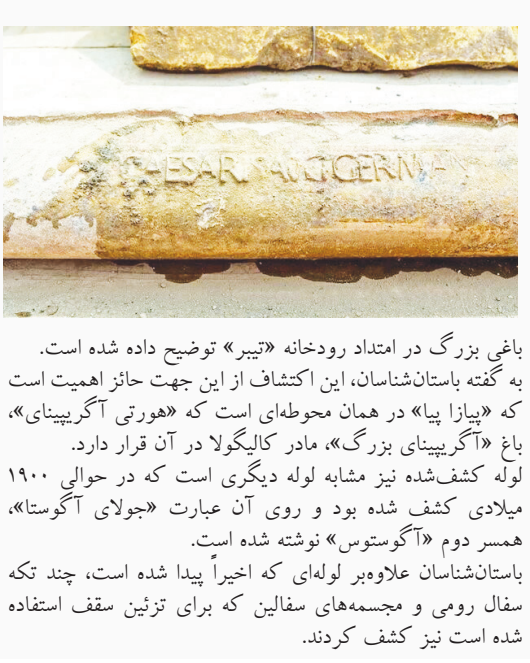 CAESARIS AUG GERMAN
باغی بزرگ در امتداد رودخانه «تیبر» توضیح داده شده است.
به گفته باستان‌شناسان، این اکتشاف از این جهت حائز اهمیت است
که «پیازا پیا» در همان محوطه‌ای است که «هورتی آگریپینای»،
باغ «آگریپینای بزرگ»، مادر کالیگولا در آن قرار دارد.
لوله کشف‌شده نیز مشابه لوله دیگری است که در حوالی ۱۹۰۰
میلادی کشف شده بود و روی آن عبارت «جولای آگوستا»،
همسر دوم «آگوستوس» نوشته شده است.
باستان‌شناسان علاوه‌بر لوله‌ای که اخیراً پیدا شده است، چند تکه
سفال رومی و مجسمه‌های سفالین که برای تزئین سقف استفاده
شده است نیز کشف کردند.